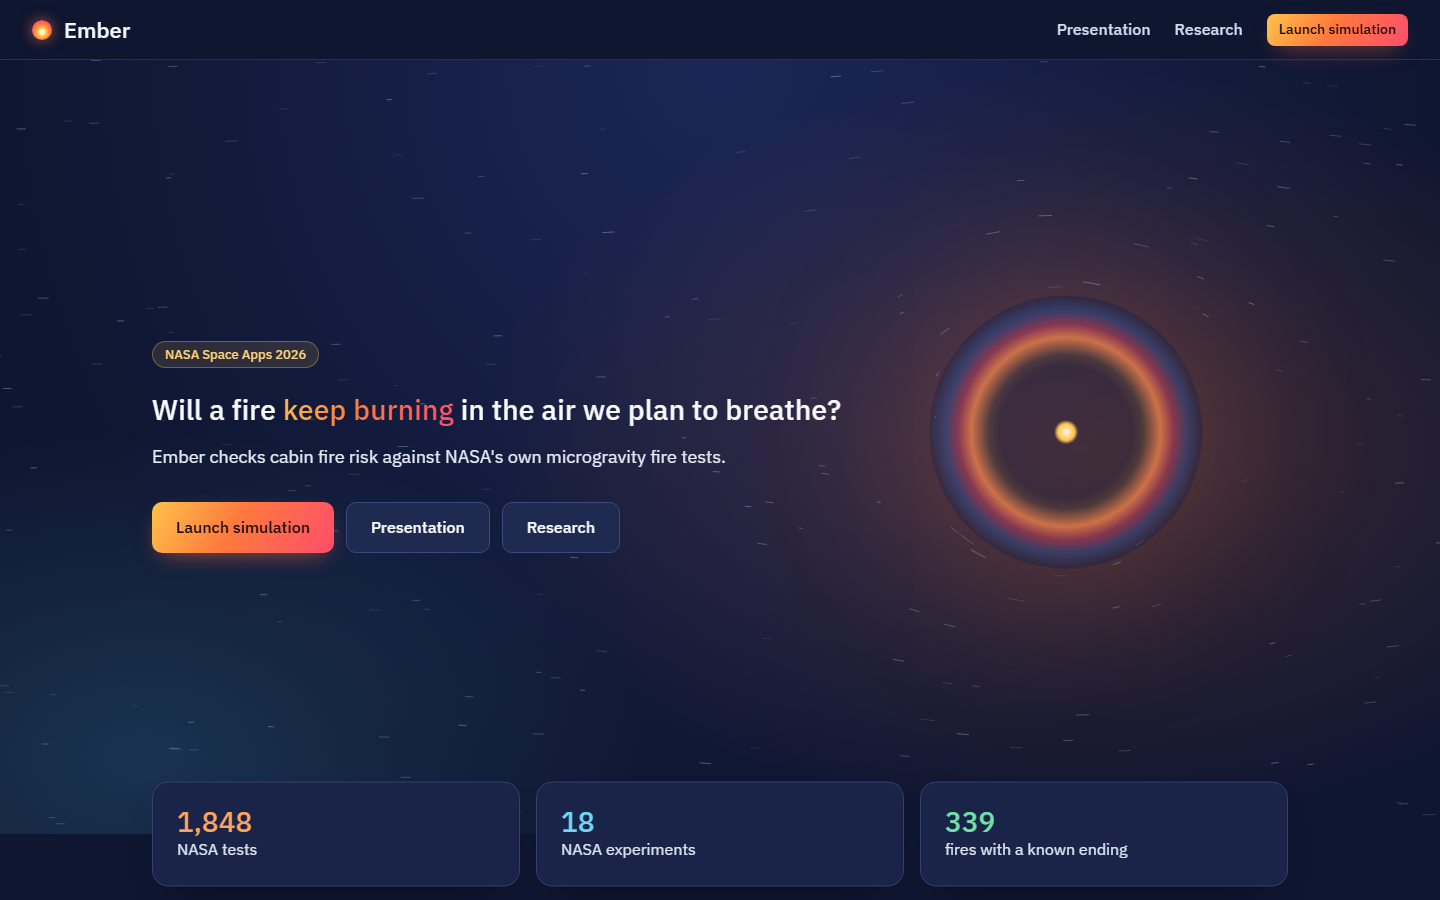 Ember
Presentation
Research
Launch simulation
NASA Space Apps 2026
Will a fire keep burning in the air we plan to breathe?
Ember checks cabin fire risk against NASA's own microgravity fire tests.
Launch simulation
Presentation
Research
1,848
NASA tests
18
NASA experiments
339
fires with a known ending